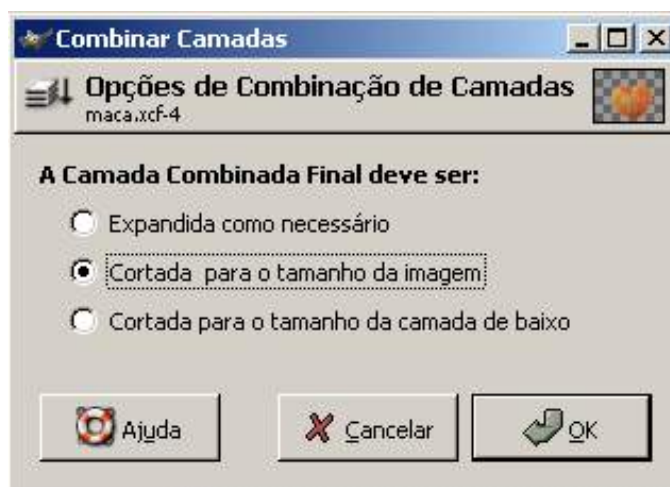 Combinar Camadas
Opções de Combinação de Camadas
maca.xcf-4
A Camada Combinada Final deve ser:
Expandida como necessário
Cortada para o tamanho da imagem
Cortada para o tamanho da camada de baixo
Ajuda
Cancelar
OK